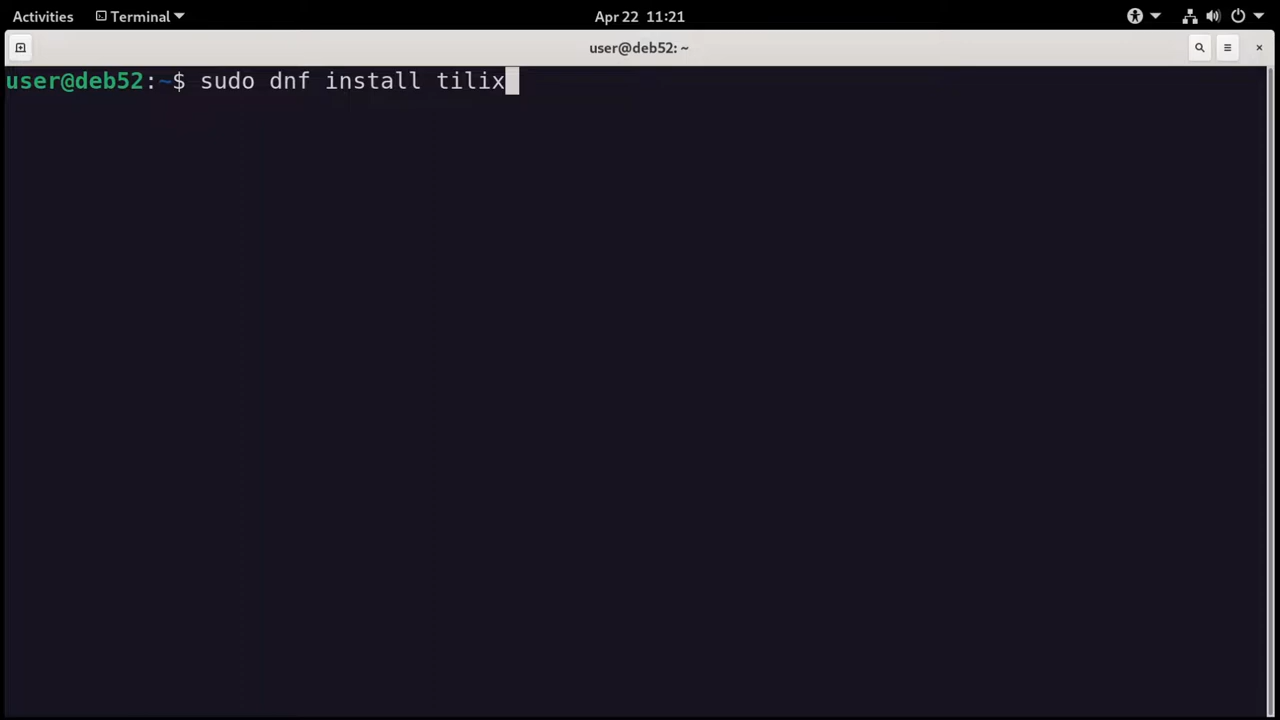 Activities Terminal Apr 22 11:21
user@deb52: ~
user@deb52:~$ sudo dnf install tilix